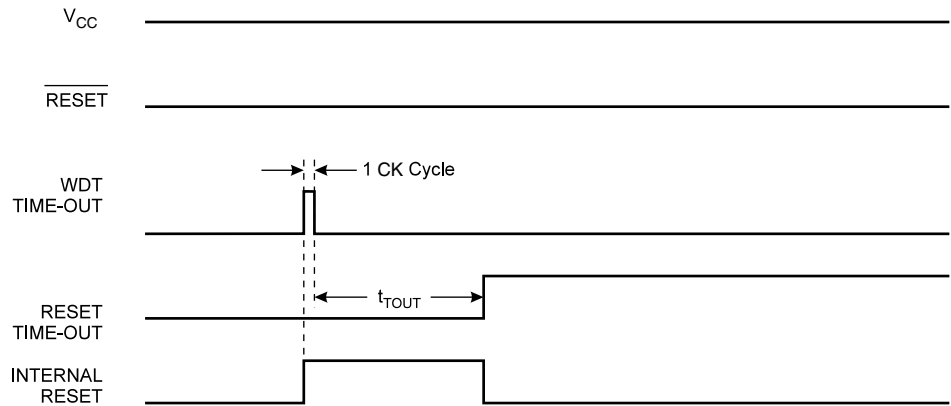 VCC
RESET
1 CK Cycle
WDT
TIME-OUT
tTOUT
RESET
TIME-OUT
INTERNAL
RESET